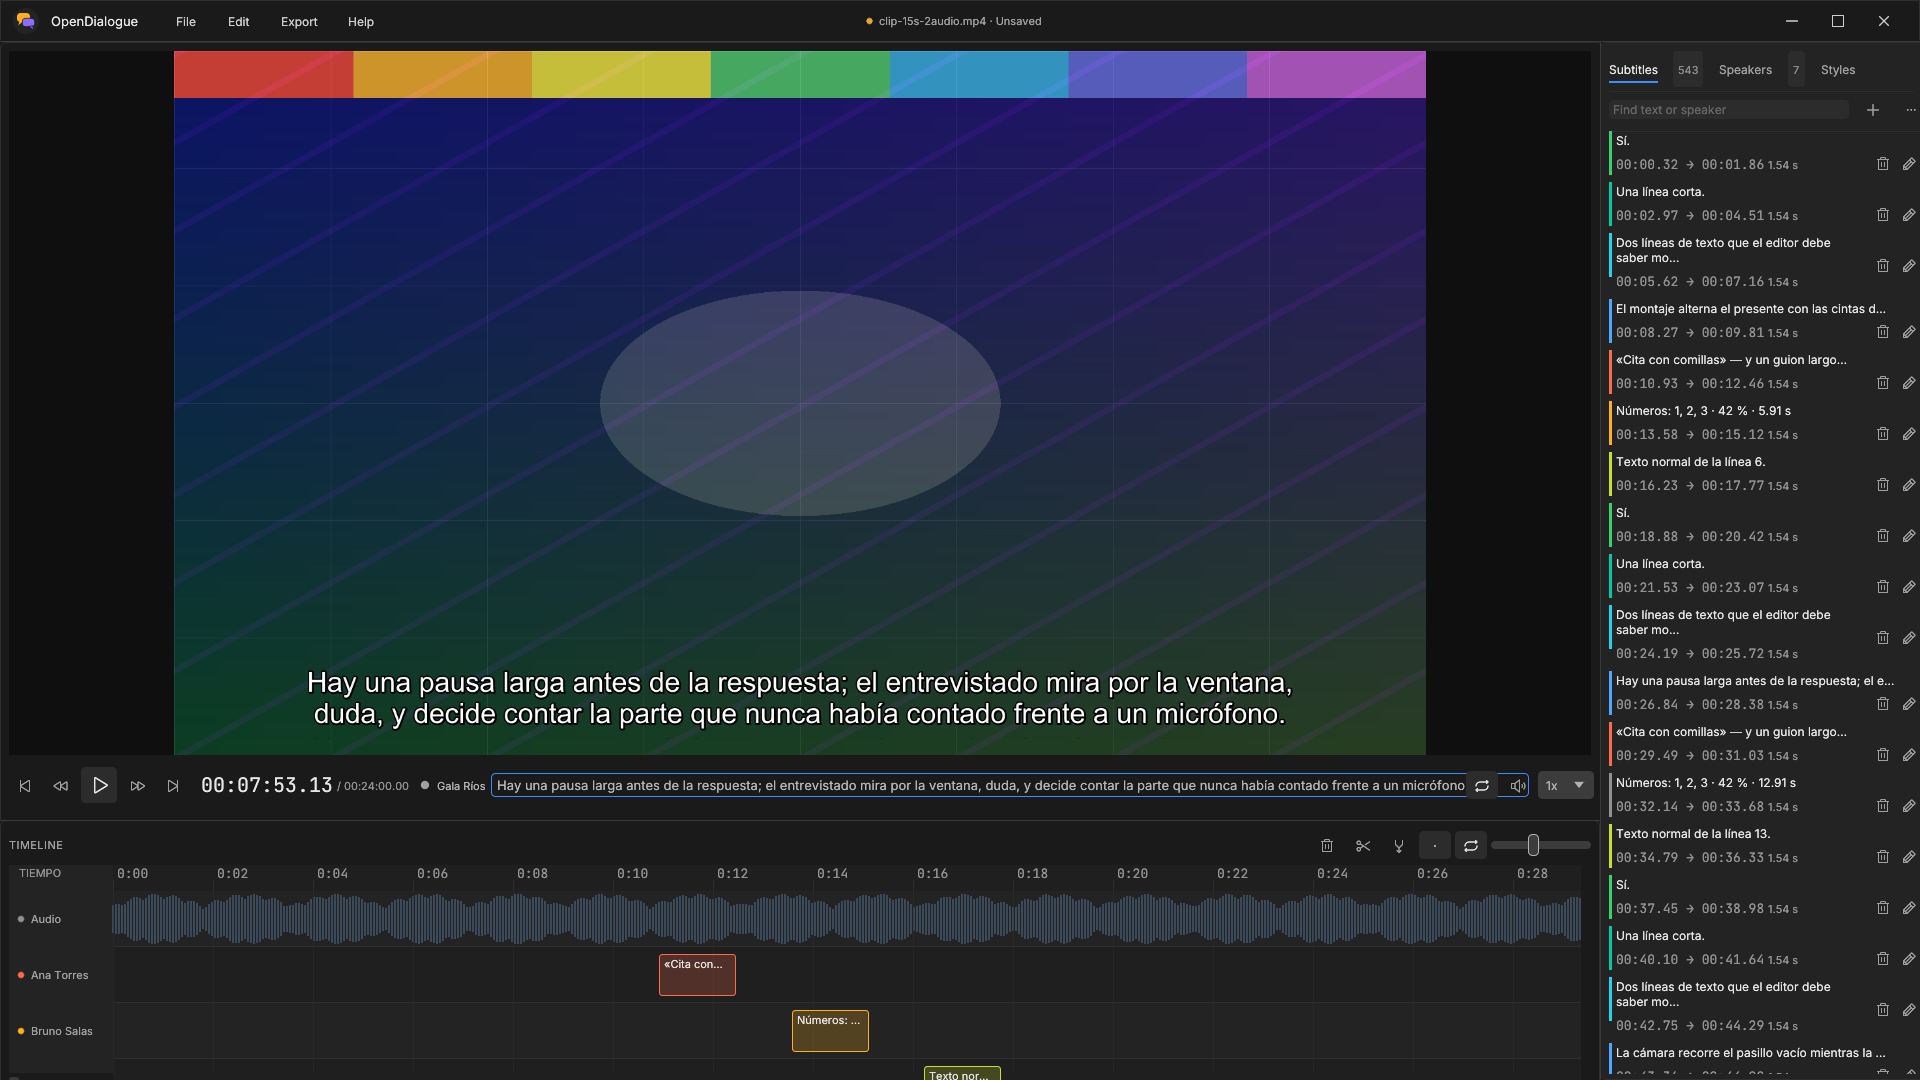 OpenDialogue
File
Edit
Export
Help
clip-15s-2audio.mp4 · Unsaved
Hay una pausa larga antes de la respuesta; el entrevistado mira por la ventana,
duda, y decide contar la parte que nunca había contado frente a un micrófono.
00:07:53.13 / 00:24:00.00
Gala Ríos
Hay una pausa larga antes de la respuesta; el entrevistado mira por la ventana, duda, y decide contar la parte que nunca había contado frente a un micrófono
1x
TIMELINE
TIEMPO
0:00
0:02
0:04
0:06
0:08
0:10
0:12
0:14
0:16
0:18
0:20
0:22
0:24
0:26
0:28
Audio
Ana Torres
«Cita con...
Bruno Salas
Números: ...
Texto nor...
Subtitles 543
Speakers 7
Styles
Find text or speaker
Sí.
00:00.32 → 00:01.86 1.54 s
Una línea corta.
00:02.97 → 00:04.51 1.54 s
Dos líneas de texto que el editor debe
saber mo...
00:05.62 → 00:07.16 1.54 s
El montaje alterna el presente con las cintas d...
00:08.27 → 00:09.81 1.54 s
«Cita con comillas» — y un guion largo...
00:10.93 → 00:12.46 1.54 s
Números: 1, 2, 3 · 42 % · 5.91 s
00:13.58 → 00:15.12 1.54 s
Texto normal de la línea 6.
00:16.23 → 00:17.77 1.54 s
Sí.
00:18.88 → 00:20.42 1.54 s
Una línea corta.
00:21.53 → 00:23.07 1.54 s
Dos líneas de texto que el editor debe
saber mo...
00:24.19 → 00:25.72 1.54 s
Hay una pausa larga antes de la respuesta; el e...
00:26.84 → 00:28.38 1.54 s
«Cita con comillas» — y un guion largo...
00:29.49 → 00:31.03 1.54 s
Números: 1, 2, 3 · 42 % · 12.91 s
00:32.14 → 00:33.68 1.54 s
Texto normal de la línea 13.
00:34.79 → 00:36.33 1.54 s
Sí.
00:37.45 → 00:38.98 1.54 s
Una línea corta.
00:40.10 → 00:41.64 1.54 s
Dos líneas de texto que el editor debe
saber mo...
00:42.75 → 00:44.29 1.54 s
La cámara recorre el pasillo vacío mientras la ...